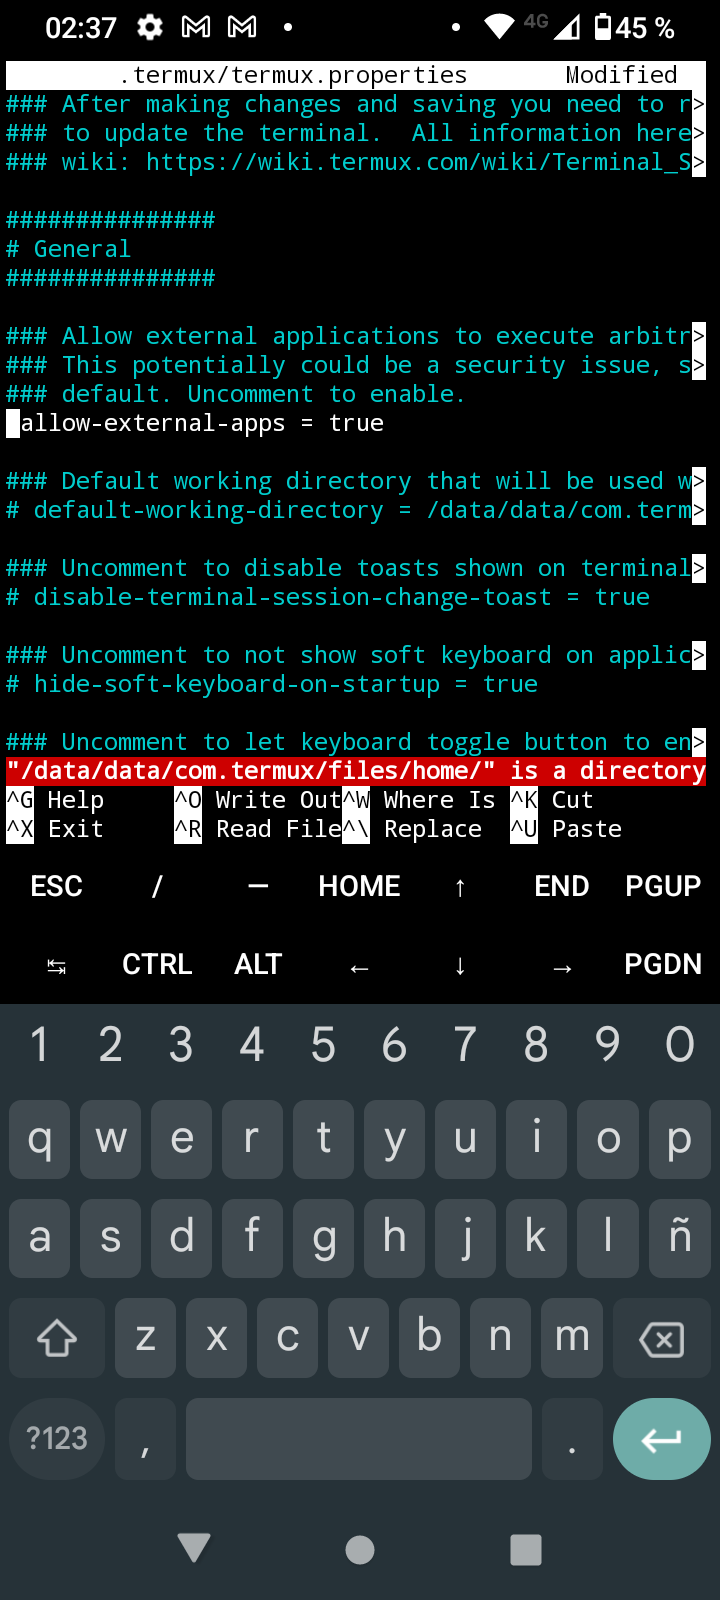 02:37 4G 45 %
.termux/termux.properties Modified
### After making changes and saving you need to r>
### to update the terminal.  All information here>
### wiki: https://wiki.termux.com/wiki/Terminal_S>
###############
# General
###############
### Allow external applications to execute arbitr>
### This potentially could be a security issue, s>
### default. Uncomment to enable.
allow-external-apps = true
### Default working directory that will be used w>
# default-working-directory = /data/data/com.term>
### Uncomment to disable toasts shown on terminal>
# disable-terminal-session-change-toast = true
### Uncomment to not show soft keyboard on applic>
# hide-soft-keyboard-on-startup = true
### Uncomment to let keyboard toggle button to en>
"/data/data/com.termux/files/home/" is a directory
^G Help ^O Write Out ^W Where Is ^K Cut
^X Exit ^R Read File ^\ Replace ^U Paste
ESC / — HOME ↑ END PGUP
↹ CTRL ALT ← ↓ → PGDN
1 2 3 4 5 6 7 8 9 0
q w e r t y u i o p
a s d f g h j k l ñ
z x c v b n m
?123 , .